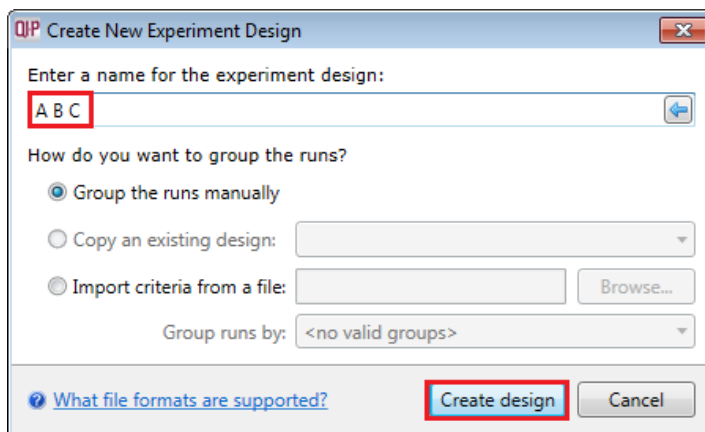 QIP Create New Experiment Design
Enter a name for the experiment design:
A B C
How do you want to group the runs?
Group the runs manually
Copy an existing design:
Import criteria from a file: Browse...
Group runs by: <no valid groups>
What file formats are supported? Create design Cancel